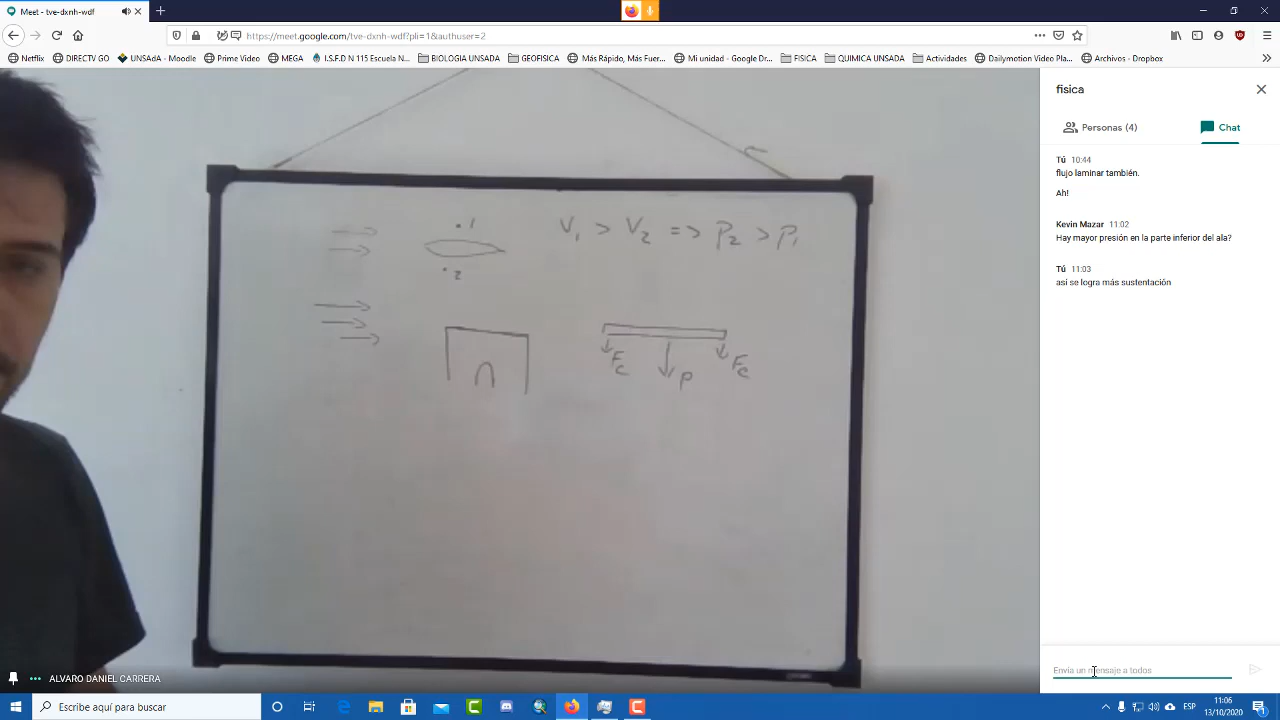 Meet - tve-dxnh-wdf
https://meet.google.com/tve-dxnh-wdf?pli=1&authuser=2
Netflix
DIRECTV GO
UNSAdA - Moodle
Prime Video
MEGA
I.S.F.D N 115 Escuela N...
BIOLOGIA UNSADA
GEOFISICA
Más Rápido, Más Fuer...
Mi unidad - Google Dr...
FISICA
QUIMICA UNSADA
Actividades
Dailymotion Video Pla...
Archivos - Dropbox
fisica
Personas (4)
Chat
Tú 10:44
flujo laminar también.
Ah!
Kevin Mazar 11:02
Hay mayor presión en la parte inferior del ala?
Tú 11:03
asi se logra más sustentación
Envía un mensaje a todos
1
V₁ > V₂ => P₂ > P₁
2
Fc P Fc
ALVARO DANIEL CARRERA
Escribe aquí para buscar
ESP
11:06
13/10/2020
1